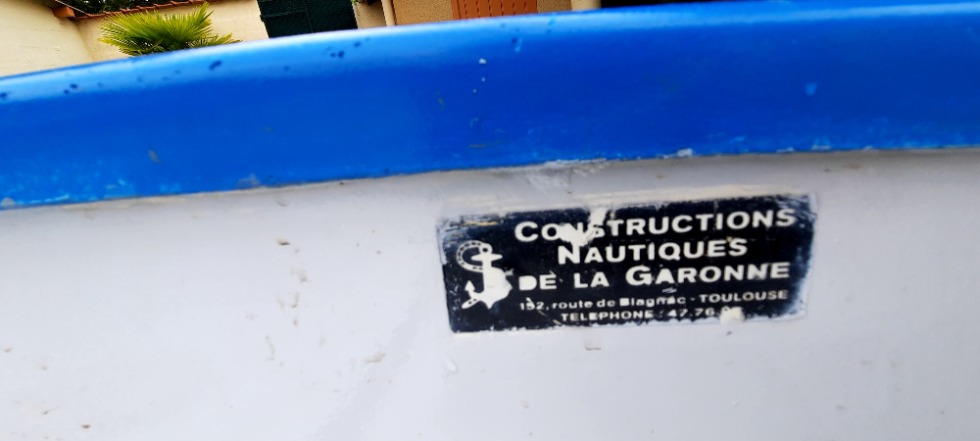 CONSTRUCTIONS
NAUTIQUES
DE LA GARONNE
152, route de Blagnac - TOULOUSE
TELEPHONE : 47.76